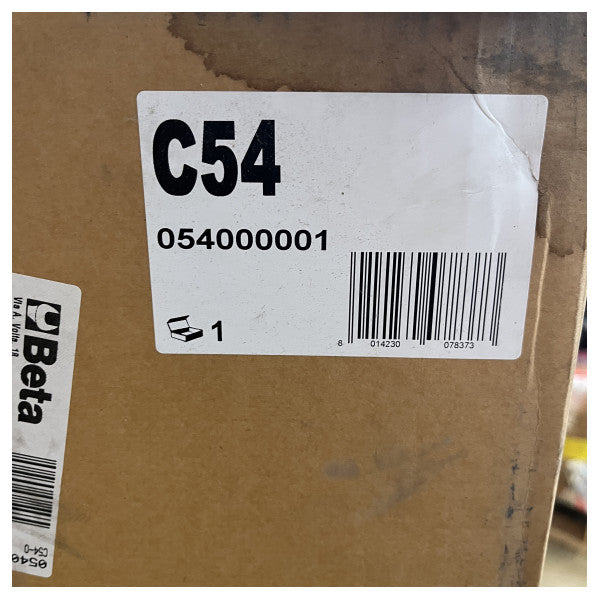 C54
054000001
1
8 014230 078373
Beta
Via A. Volta, 18
0540
C54-0